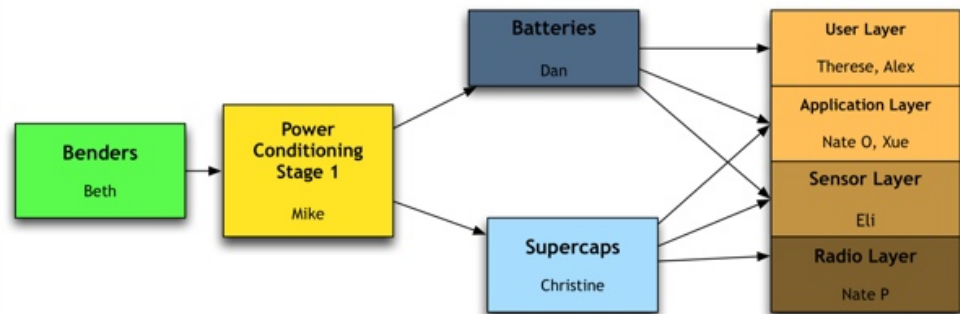 Benders
Beth
Power
Conditioning
Stage 1
Mike
Batteries
Dan
Supercaps
Christine
User Layer
Therese, Alex
Application Layer
Nate O, Xue
Sensor Layer
Eli
Radio Layer
Nate P